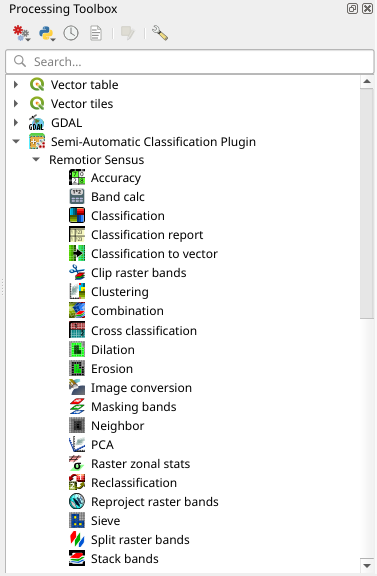 Processing Toolbox
Search...
Vector table
Vector tiles
GDAL
Semi-Automatic Classification Plugin
Remotior Sensus
Accuracy
Band calc
Classification
Classification report
Classification to vector
Clip raster bands
Clustering
Combination
Cross classification
Dilation
Erosion
Image conversion
Masking bands
Neighbor
PCA
Raster zonal stats
Reclassification
Reproject raster bands
Sieve
Split raster bands
Stack bands